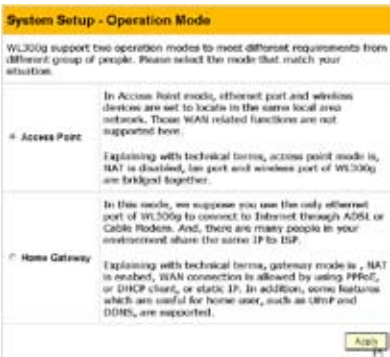 System Setup - Operation Mode
WL300g support two operation modes to meet different requirements from
different group of people. Please select the mode that match your
situation.
Access Point
In Access Point mode, ethernet port and wireless
devices are set to locate in the same local area
network. Those WAN related functions are not
supported here.
Explaining with technical terms, access point mode is,
NAT is disabled, lan port and wireless port of WL300g
are bridged together.
Home Gateway
In this mode, we suppose you use the only ethernet
port of WL300g to connect to Internet through ADSL or
Cable Modem. And, there are many people in your
environment share the same IP to ISP.
Explaining with technical terms, gateway mode is , NAT
is enabed, WAN connection is allowed by using PPPoE,
or DHCP client, or static IP. In addition, some features
which are useful for home user, such as UPnP and
DDNS, are supported.
Apply